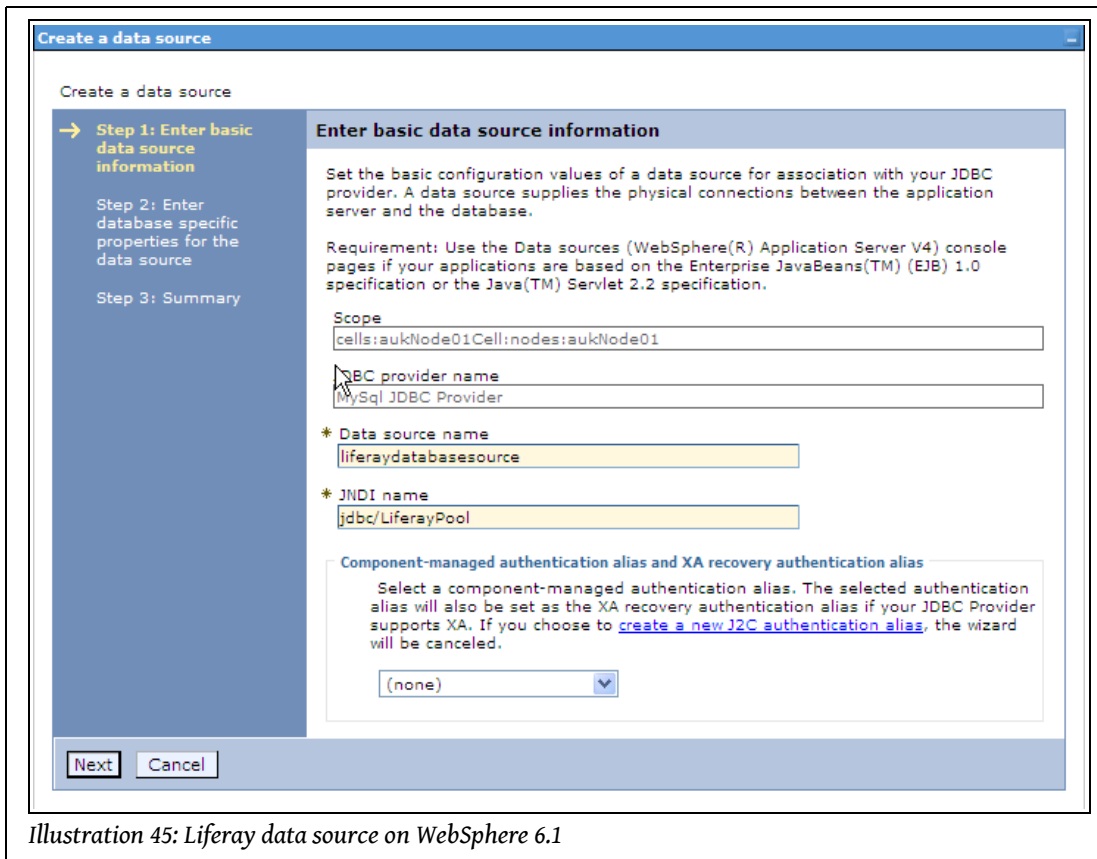 Create a data source
Create a data source
Step 1: Enter basic
data source
information
Step 2: Enter
database specific
properties for the
data source
Step 3: Summary
Enter basic data source information
Set the basic configuration values of a data source for association with your JDBC
provider. A data source supplies the physical connections between the application
server and the database.
Requirement: Use the Data sources (WebSphere(R) Application Server V4) console
pages if your applications are based on the Enterprise JavaBeans(TM) (EJB) 1.0
specification or the Java(TM) Servlet 2.2 specification.
Scope
cells:aukNode01Cell:nodes:aukNode01
JDBC provider name
MySql JDBC Provider
* Data source name
liferaydatabasesource
* JNDI name
jdbc/LiferayPool
Component-managed authentication alias and XA recovery authentication alias
Select a component-managed authentication alias. The selected authentication
alias will also be set as the XA recovery authentication alias if your JDBC Provider
supports XA. If you choose to create a new J2C authentication alias, the wizard
will be canceled.
(none)
Next
Cancel
Illustration 45: Liferay data source on WebSphere 6.1